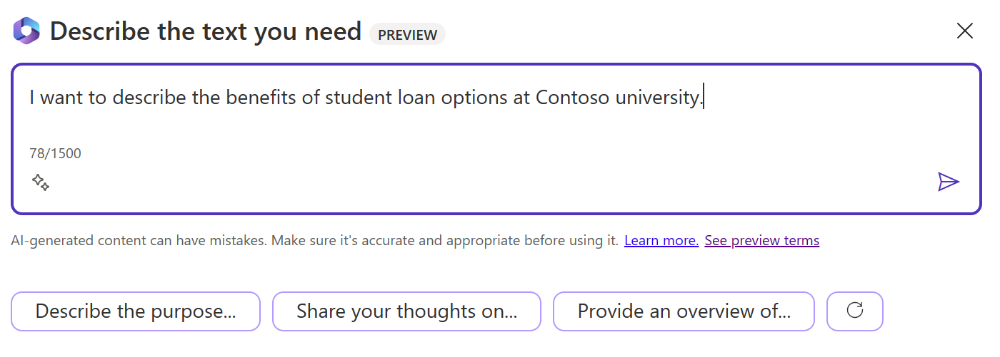 Describe the text you need PREVIEW
I want to describe the benefits of student loan options at Contoso university.
78/1500
AI-generated content can have mistakes. Make sure it's accurate and appropriate before using it. Learn more. See preview terms
Describe the purpose... Share your thoughts on... Provide an overview of...